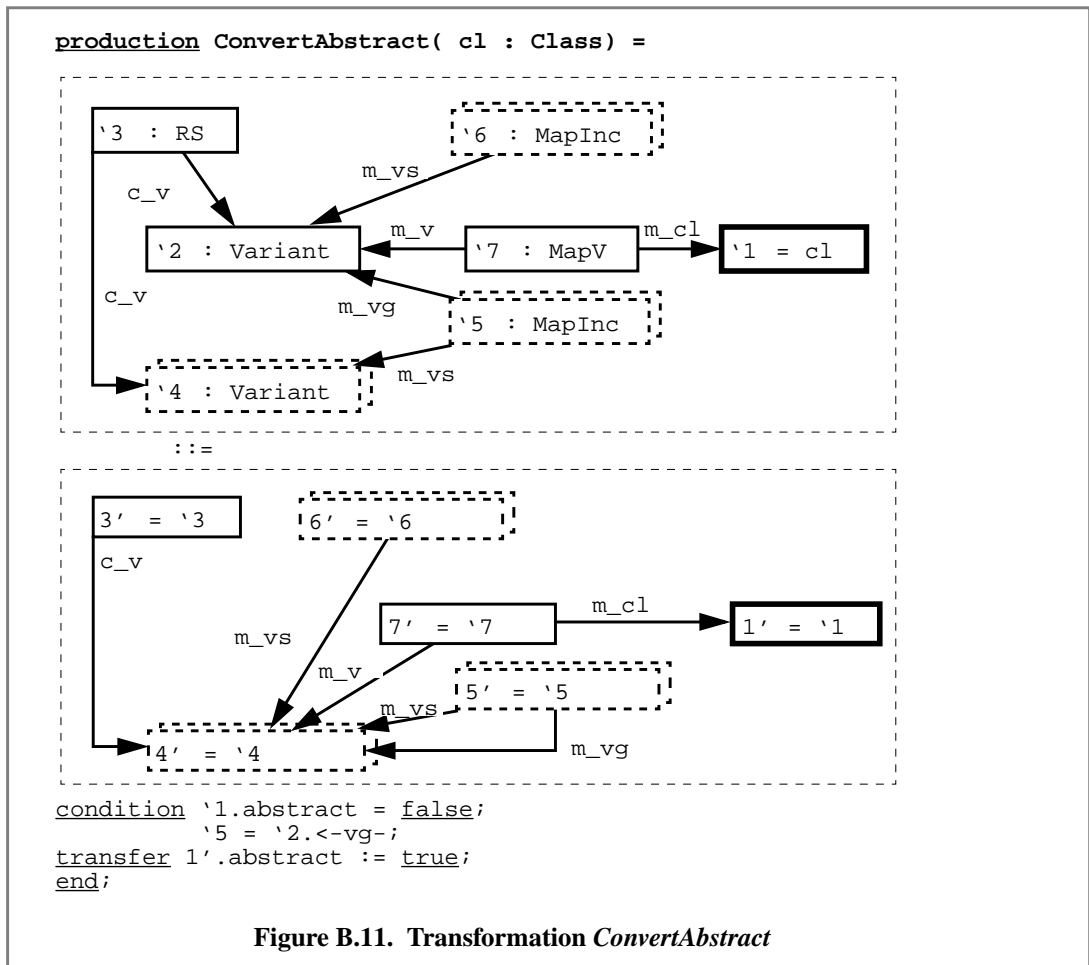 production ConvertAbstract( cl : Class) =
‘3 : RS
‘6 : MapInc
m_vs
c_v
m_v
m_cl
‘2 : Variant
‘7 : MapV
‘1 = cl
c_v
m_vg
‘5 : MapInc
m_vs
‘4 : Variant
::=
3’ = ‘3
6’ = ‘6
c_v
m_cl
7’ = ‘7
1’ = ‘1
m_vs
m_v
5’ = ‘5
m_vs
4’ = ‘4
m_vg
condition ‘1.abstract = false;
‘5 = ‘2.<-vg-;
transfer 1’.abstract := true;
end;
Figure B.11. Transformation ConvertAbstract